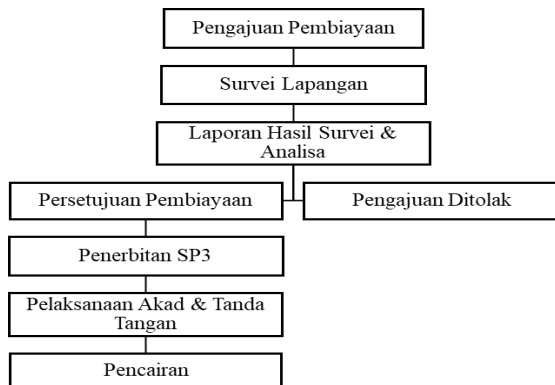 Pengajuan Pembiayaan
Survei Lapangan
Laporan Hasil Survei &
Analisa
Persetujuan Pembiayaan
Pengajuan Ditolak
Penerbitan SP3
Pelaksanaan Akad & Tanda
Tangan
Pencairan